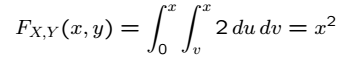 F_{X,Y}(x, y) = \int_0^x \int_v^x 2 \, du \, dv = x^2